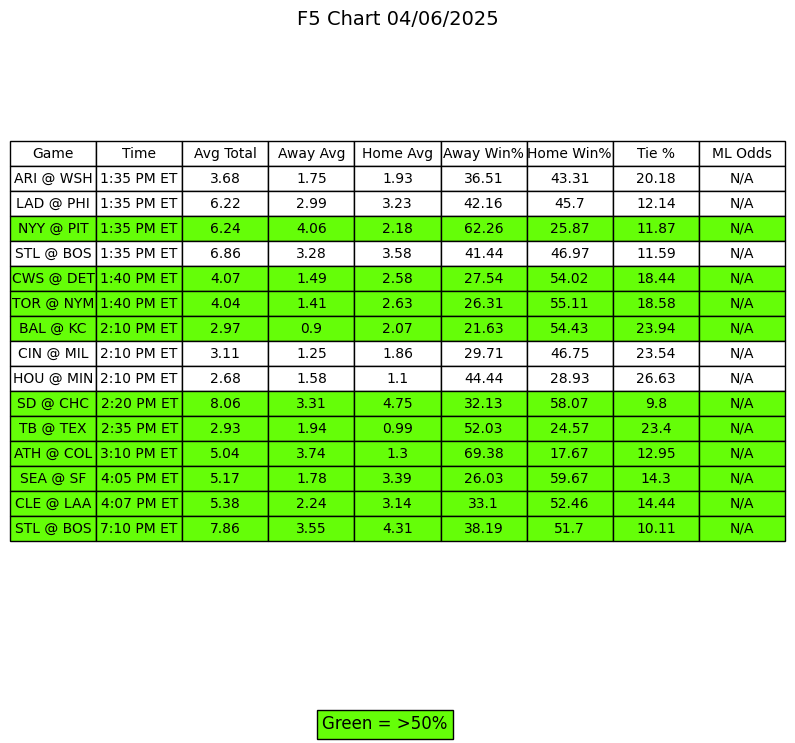 F5 Chart 04/06/2025
Game Time Avg Total Away Avg Home Avg Away Win% Home Win% Tie % ML Odds
ARI @ WSH 1:35 PM ET 3.68 1.75 1.93 36.51 43.31 20.18 N/A
LAD @ PHI 1:35 PM ET 6.22 2.99 3.23 42.16 45.7 12.14 N/A
NYY @ PIT 1:35 PM ET 6.24 4.06 2.18 62.26 25.87 11.87 N/A
STL @ BOS 1:35 PM ET 6.86 3.28 3.58 41.44 46.97 11.59 N/A
CWS @ DET 1:40 PM ET 4.07 1.49 2.58 27.54 54.02 18.44 N/A
TOR @ NYM 1:40 PM ET 4.04 1.41 2.63 26.31 55.11 18.58 N/A
BAL @ KC 2:10 PM ET 2.97 0.9 2.07 21.63 54.43 23.94 N/A
CIN @ MIL 2:10 PM ET 3.11 1.25 1.86 29.71 46.75 23.54 N/A
HOU @ MIN 2:10 PM ET 2.68 1.58 1.1 44.44 28.93 26.63 N/A
SD @ CHC 2:20 PM ET 8.06 3.31 4.75 32.13 58.07 9.8 N/A
TB @ TEX 2:35 PM ET 2.93 1.94 0.99 52.03 24.57 23.4 N/A
ATH @ COL 3:10 PM ET 5.04 3.74 1.3 69.38 17.67 12.95 N/A
SEA @ SF 4:05 PM ET 5.17 1.78 3.39 26.03 59.67 14.3 N/A
CLE @ LAA 4:07 PM ET 5.38 2.24 3.14 33.1 52.46 14.44 N/A
STL @ BOS 7:10 PM ET 7.86 3.55 4.31 38.19 51.7 10.11 N/A
Green = >50%